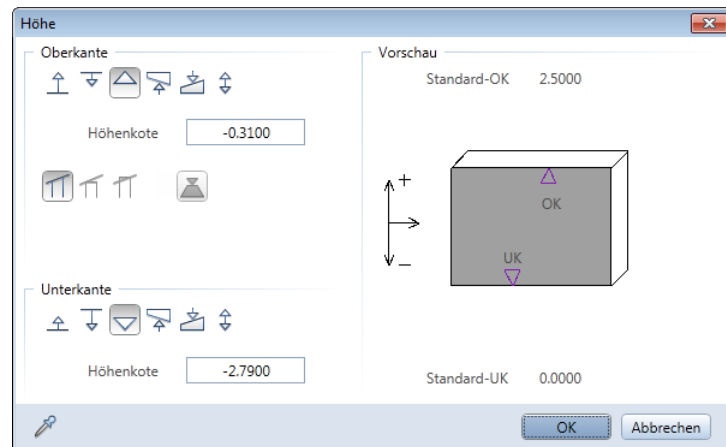 Höhe
Oberkante
Höhenkote -0.3100
Unterkante
Höhenkote -2.7900
Vorschau
Standard-OK 2.5000
+
OK
UK
–
Standard-UK 0.0000
OK Abbrechen